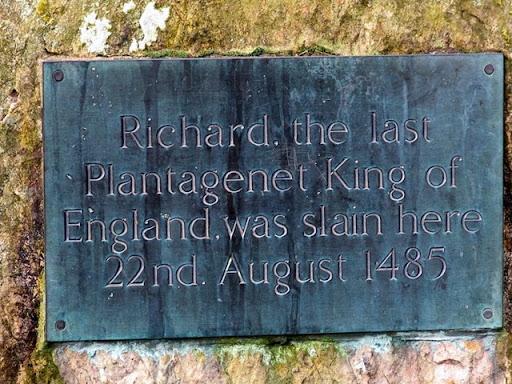 Richard, the last
Plantagenet King of
England, was slain here
22nd. August 1485